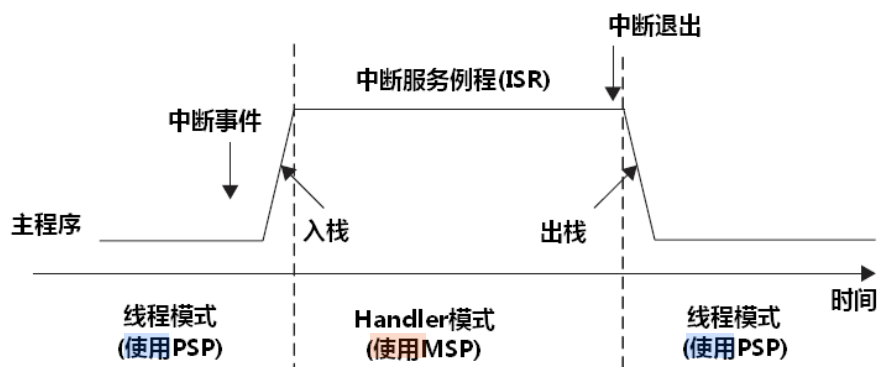 中断退出
中断服务例程(ISR)
中断事件
主程序
入栈
出栈
时间
线程模式
(使用PSP)
Handler模式
(使用MSP)
线程模式
(使用PSP)